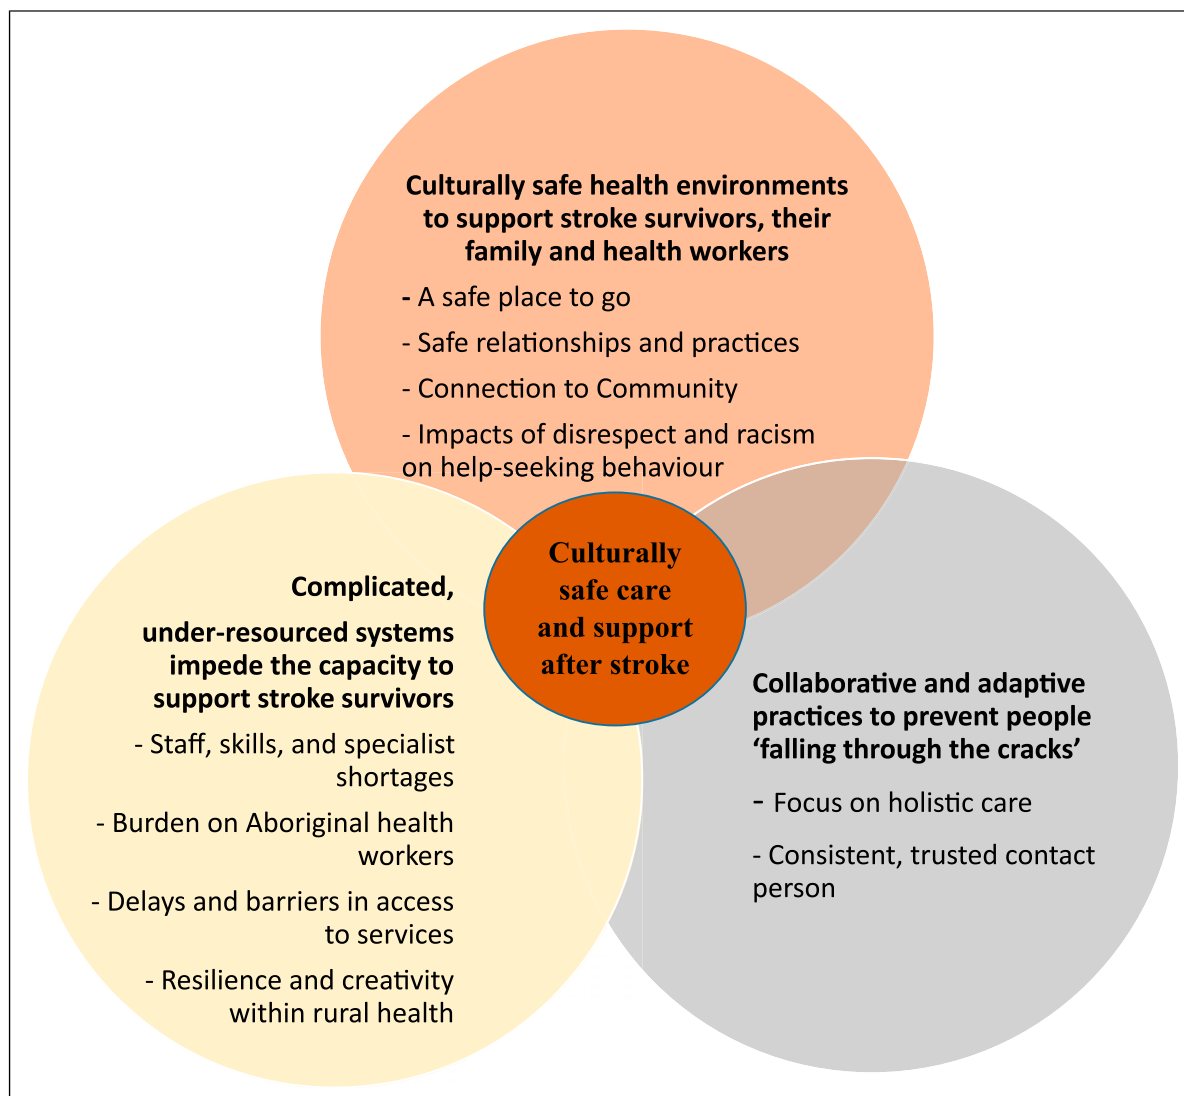 Culturally safe health environments
to support stroke survivors, their
family and health workers
- A safe place to go
- Safe relationships and practices
- Connection to Community
- Impacts of disrespect and racism
on help-seeking behaviour
Culturally
safe care
and support
after stroke
Complicated,
under-resourced systems
impede the capacity to
support stroke survivors
- Staff, skills, and specialist
shortages
- Burden on Aboriginal health
workers
- Delays and barriers in access
to services
- Resilience and creativity
within rural health
Collaborative and adaptive
practices to prevent people
‘falling through the cracks’
- Focus on holistic care
- Consistent, trusted contact
person